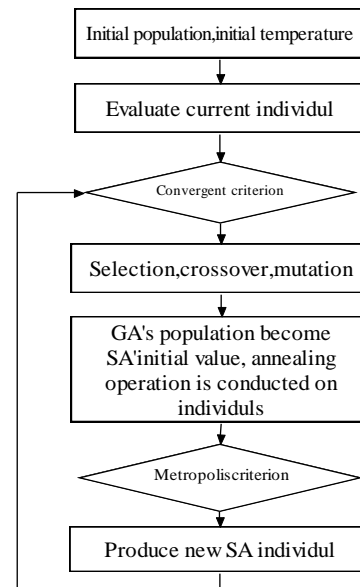 Initial population,initial temperature
Evaluate current individul
Convergent criterion
Selection,crossover,mutation
GA's population become
SA'initial value, annealing
operation is conducted on
individuls
Metropoliscriterion
Produce new SA individul